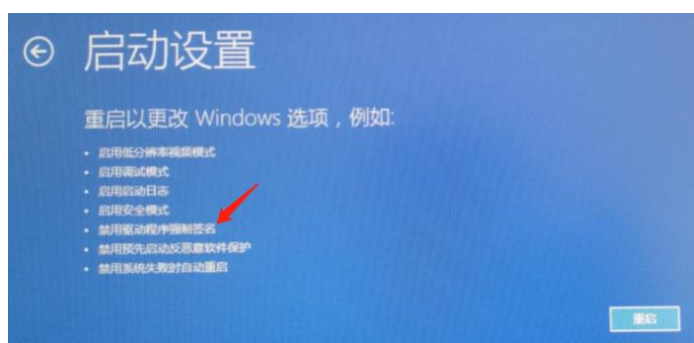 启动设置
重启以更改 Windows 选项，例如:
• 启用低分辨率视频模式
• 启用调试模式
• 启用启动日志
• 启用安全模式
• 禁用驱动程序强制签名
• 禁用预先启动反恶意软件保护
• 禁用系统失败时自动重启
重启